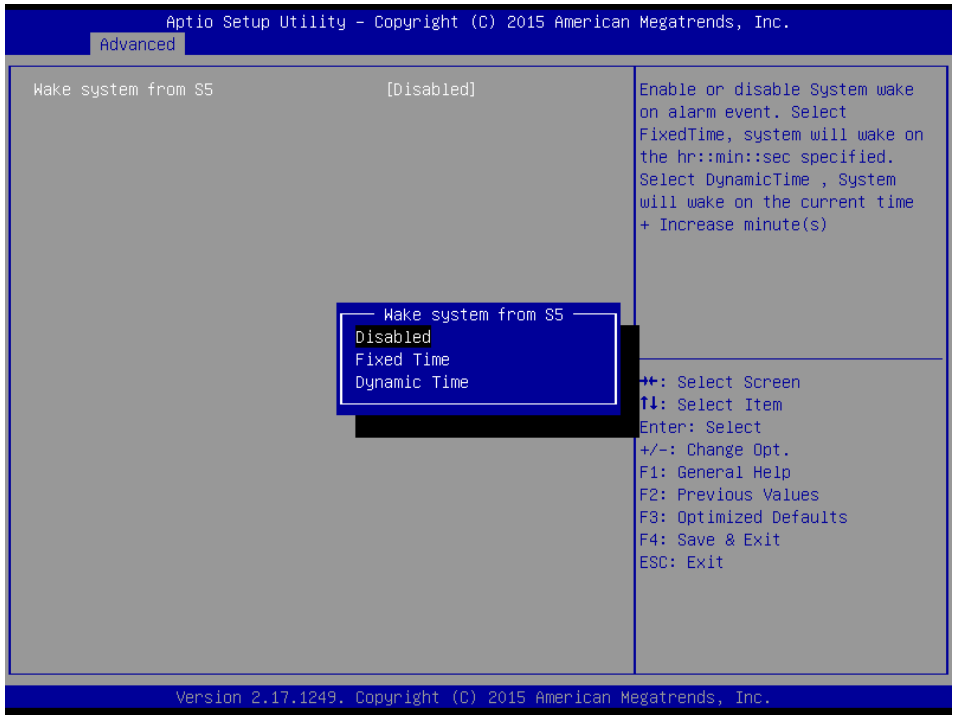 Aptio Setup Utility – Copyright (C) 2015 American Megatrends, Inc.
Advanced
Wake system from S5 [Disabled]
Enable or disable System wake
on alarm event. Select
FixedTime, system will wake on
the hr::min::sec specified.
Select DynamicTime , System
will wake on the current time
+ Increase minute(s)
Wake system from S5
Disabled
Fixed Time
Dynamic Time
→←: Select Screen
↑↓: Select Item
Enter: Select
+/-: Change Opt.
F1: General Help
F2: Previous Values
F3: Optimized Defaults
F4: Save & Exit
ESC: Exit
Version 2.17.1249. Copyright (C) 2015 American Megatrends, Inc.